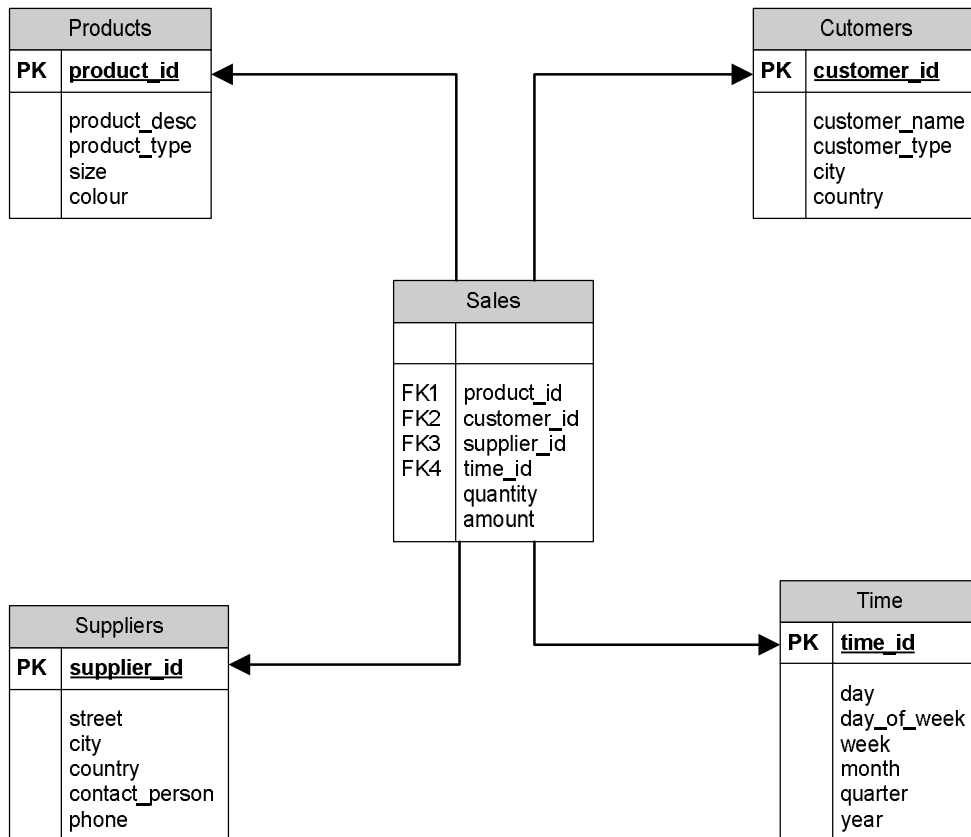 Products
PK product_id
product_desc
product_type
size
colour
Cutomers
PK customer_id
customer_name
customer_type
city
country
Sales
FK1 product_id
FK2 customer_id
FK3 supplier_id
FK4 time_id
quantity
amount
Suppliers
PK supplier_id
street
city
country
contact_person
phone
Time
PK time_id
day
day_of_week
week
month
quarter
year